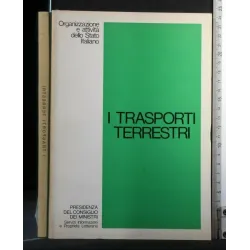 Organizzazione
e attività
dello Stato
Italiano
I TRASPORTI
TERRESTRI
PRESIDENZA
DEL CONSIGLIO
DEI MINISTRI
Servizi Informazioni
e Proprietà Letteraria